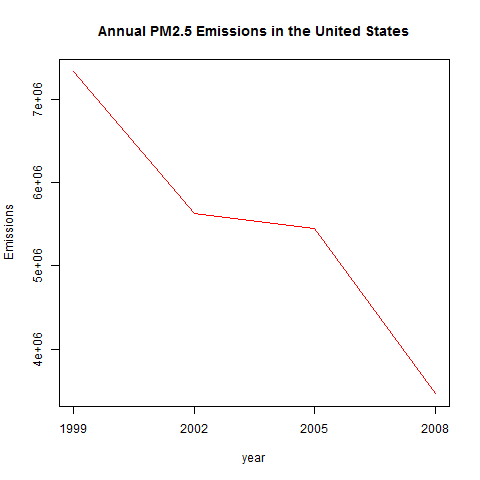 Annual PM2.5 Emissions in the United States
7e+06
6e+06
5e+06
4e+06
Emissions
1999 2002 2005 2008
year